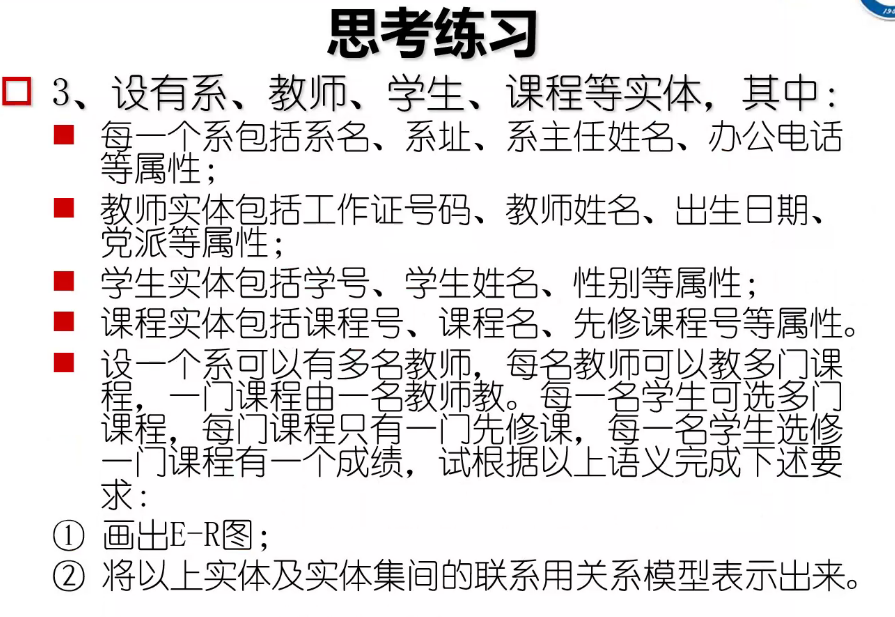 思考练习
3、设有系、教师、学生、课程等实体，其中：
每一个系包括系名、系址、系主任姓名、办公电话
等属性；
教师实体包括工作证号码、教师姓名、出生日期、
党派等属性；
学生实体包括学号、学生姓名、性别等属性；
课程实体包括课程号、课程名、先修课程号等属性。
设一个系可以有多名教师，每名教师可以教多门课
程，一门课程由一名教师教。每一名学生可选多门
课程，每门课程只有一门先修课，每一名学生选修
一门课程有一个成绩，试根据以上语义完成下述要
求：
① 画出E-R图；
② 将以上实体及实体集间的联系用关系模型表示出来。